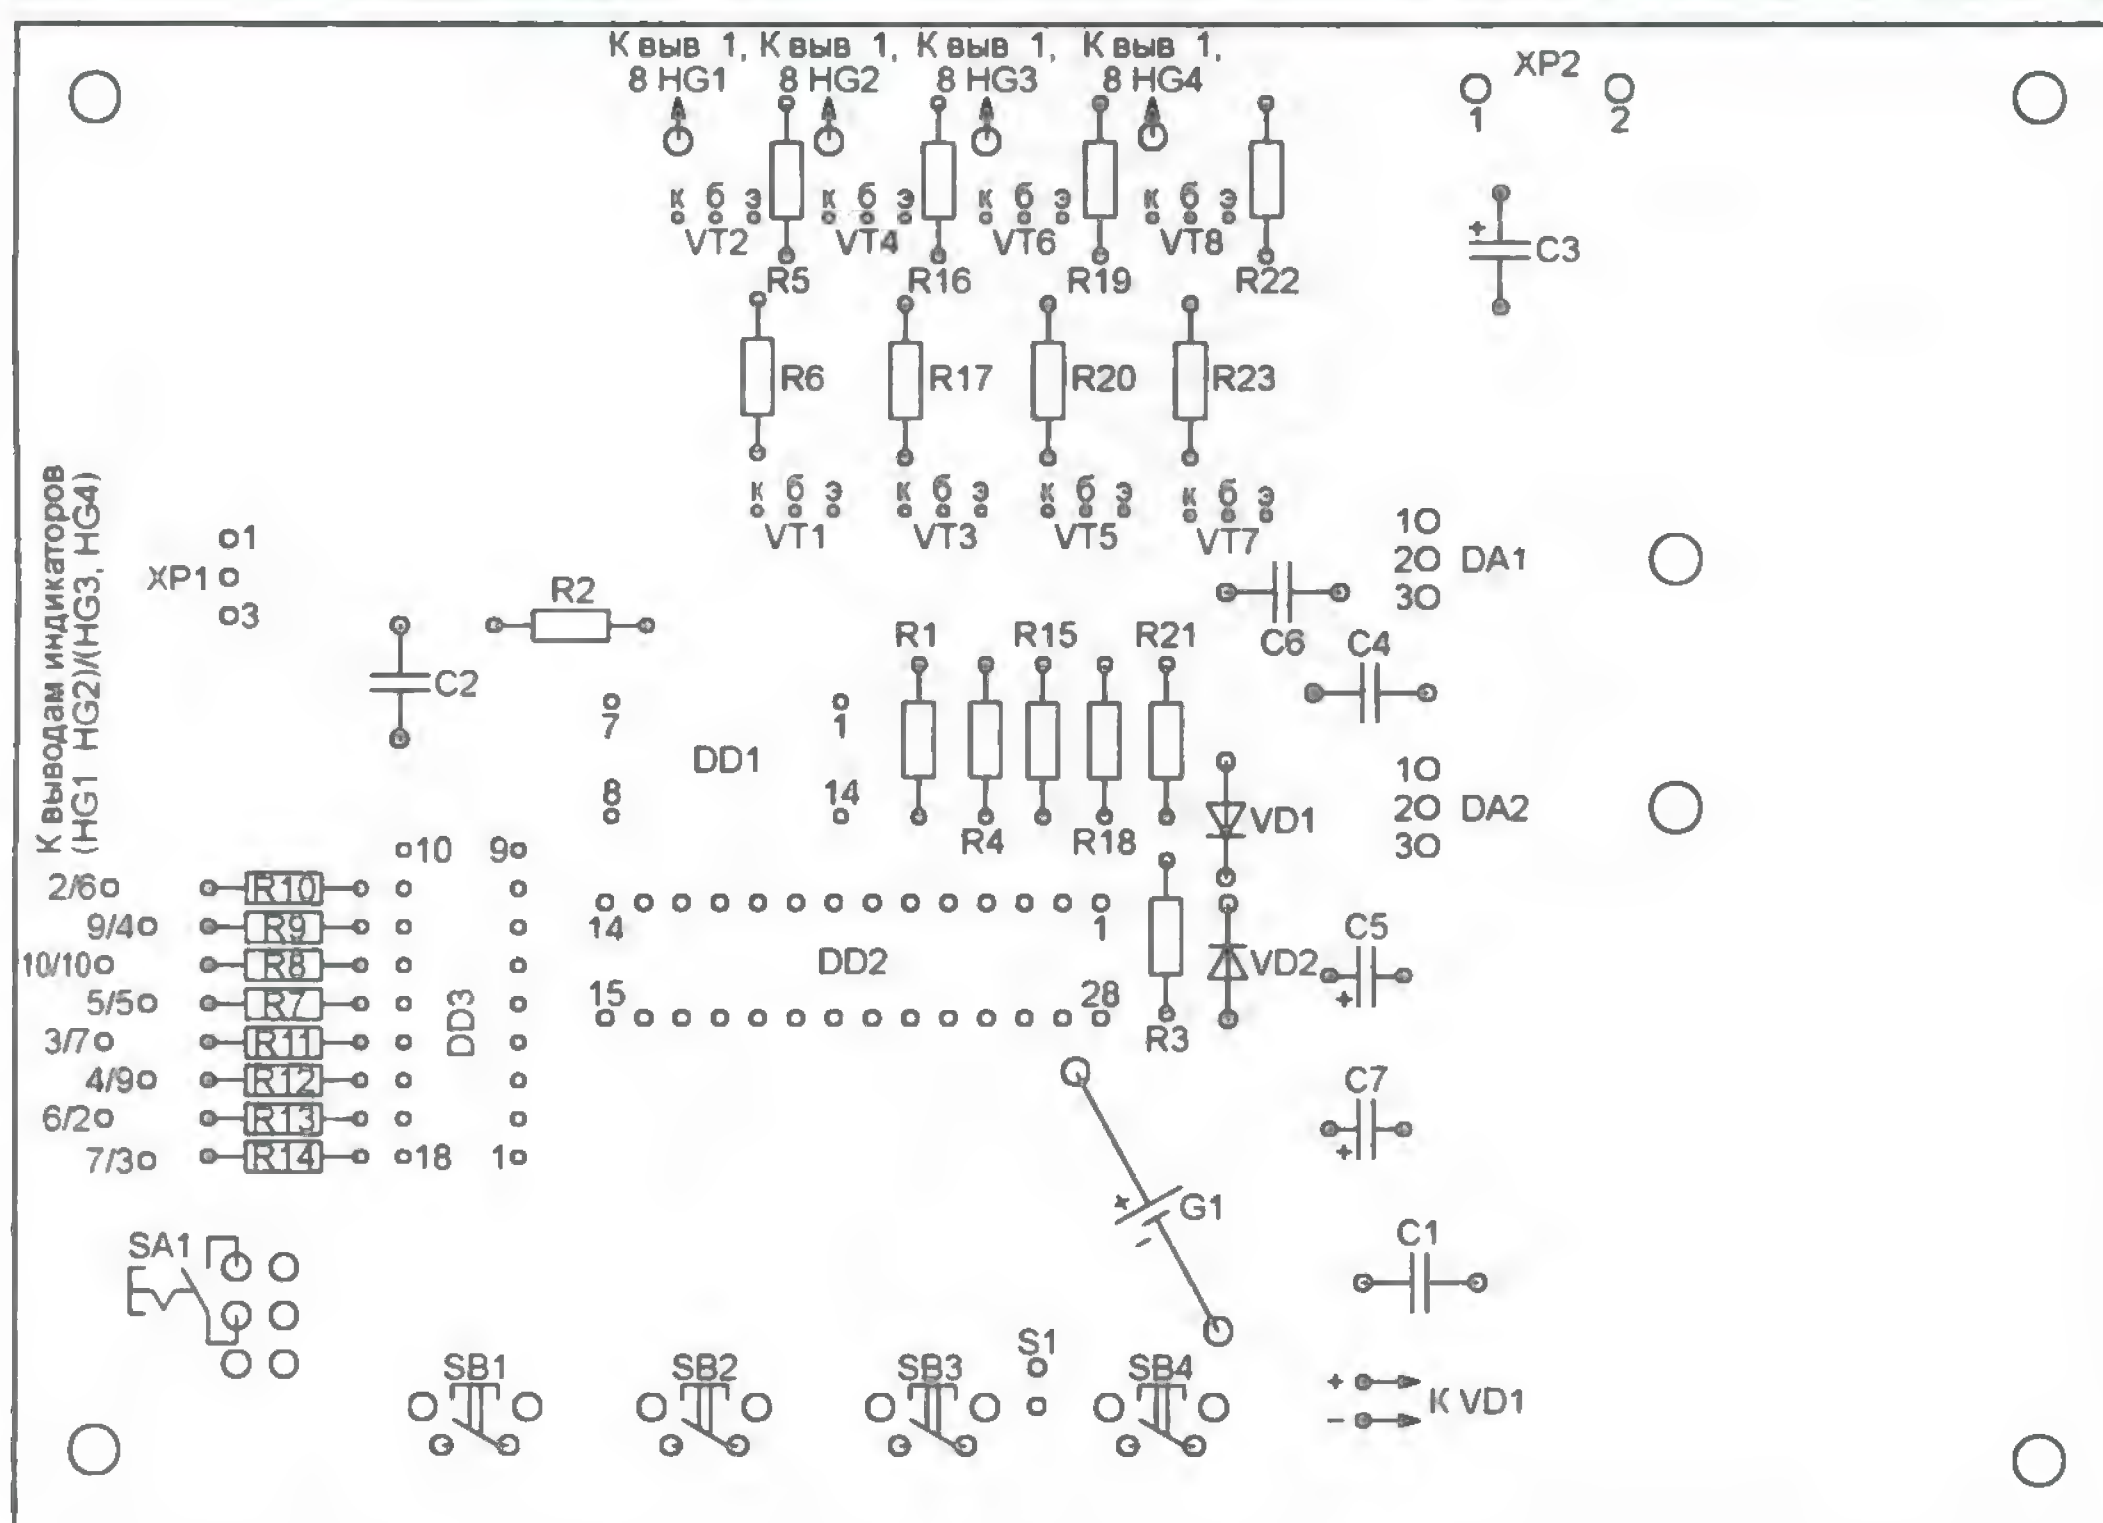 К выв 1, К выв 1, К выв 1, К выв 1,
8 HG1 8 HG2 8 HG3 8 HG4
XP2
1 2
к б э к б э к б э к б э
VT2 VT4 VT6 VT8
+ C3
R5 R16 R19 R22
R6 R17 R20 R23
к б э к б э к б э к б э
VT1 VT3 VT5 VT7
К выводам индикаторов
(HG1 HG2)/(HG3, HG4)
1
XP1
3
1
2 DA1
3
R2
C2
R1 R15 R21
C6 C4
7 1
DD1
8 14
R4 R18
VD1
1
2 DA2
3
10 9
2/6 R10
9/4 R9
10/10 R8
5/5 R7
3/7 R11
4/9 R12
6/2 R13
7/3 R14
18 1
DD3
14 1
DD2
15 28
R3
VD2
C5
+
C7
+
+ G1
-
C1
SA1
SB1 SB2 SB3 S1 SB4
+
- К VD1